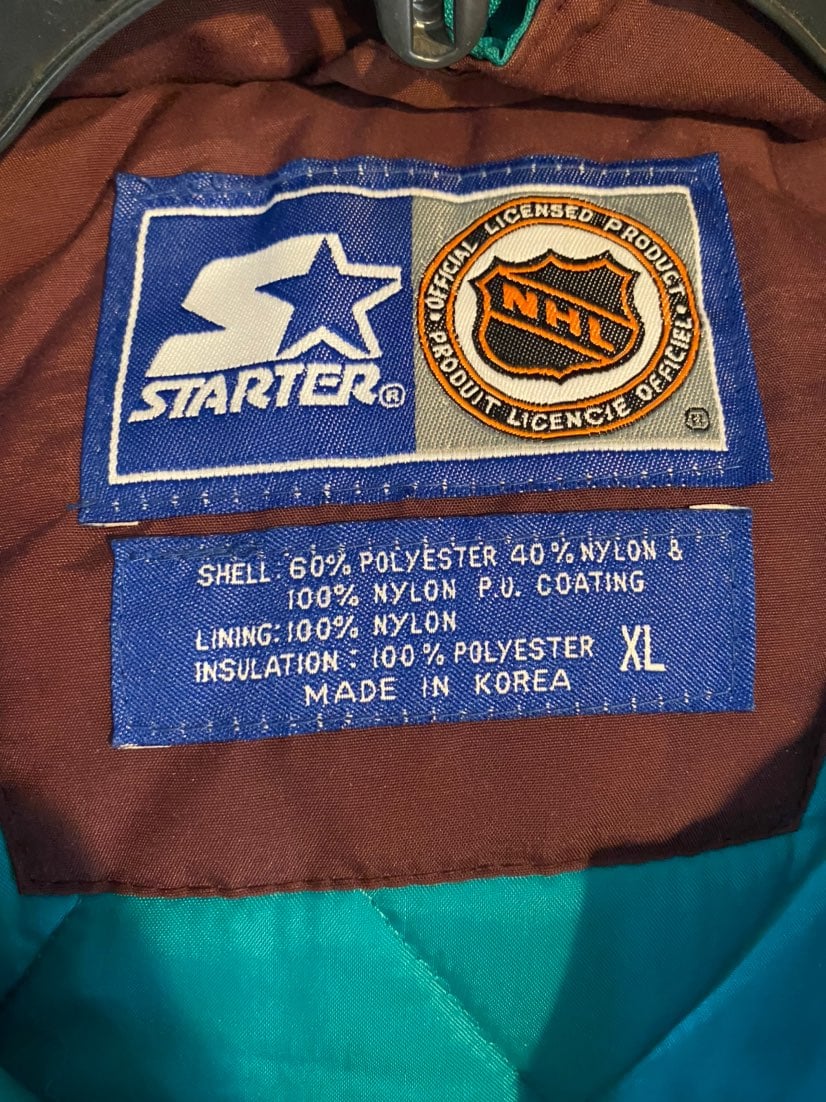 STARTER®
OFFICIAL LICENSED PRODUCT
NHL
PRODUIT LICENCIE OFFICIEL
SHELL: 60% POLYESTER 40% NYLON &
100% NYLON P.U. COATING
LINING: 100% NYLON
INSULATION: 100% POLYESTER XL
MADE IN KOREA